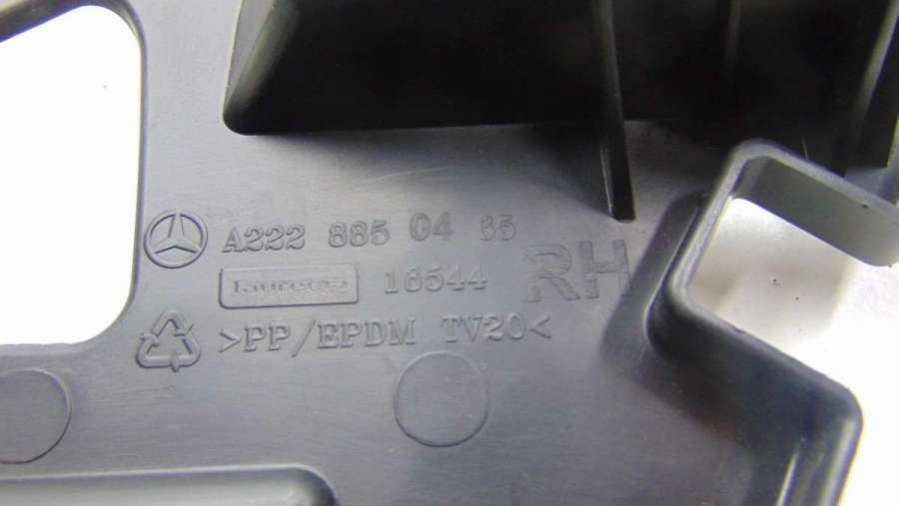 A222 885 04 65
16544 RH
>PP/EPDM TV20<